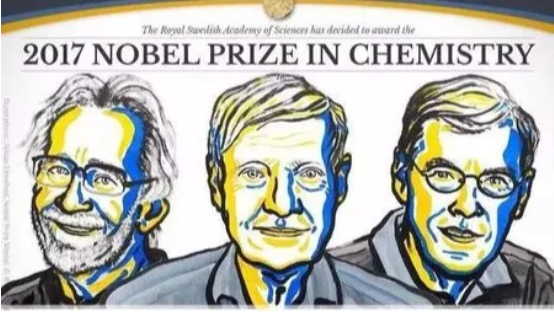 The Royal Swedish Academy of Sciences has decided to award the
2017 NOBEL PRIZE IN CHEMISTRY